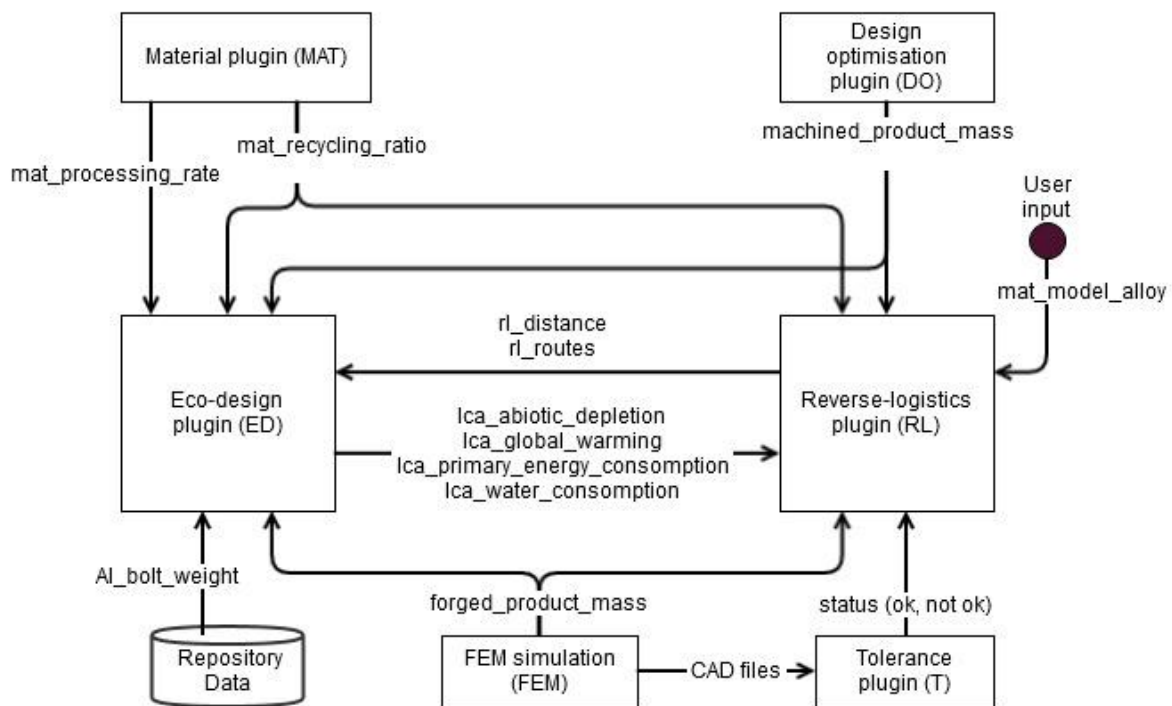 Material plugin (MAT)
Design
optimisation
plugin (DO)
mat_processing_rate
mat_recycling_ratio
machined_product_mass
User
input
mat_model_alloy
rl_distance
rl_routes
Eco-design
plugin (ED)
lca_abiotic_depletion
lca_global_warming
lca_primary_energy_consomption
lca_water_consomption
Reverse-logistics
plugin (RL)
Al_bolt_weight
forged_product_mass
status (ok, not ok)
Repository
Data
FEM simulation
(FEM)
CAD files
Tolerance
plugin (T)